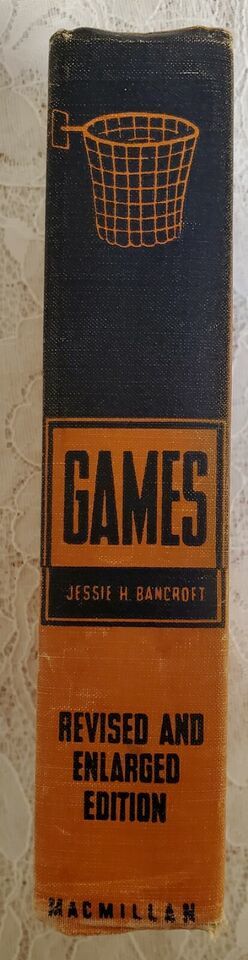 GAMES
JESSIE H. BANCROFT
REVISED AND
ENLARGED
EDITION
MACMILLAN